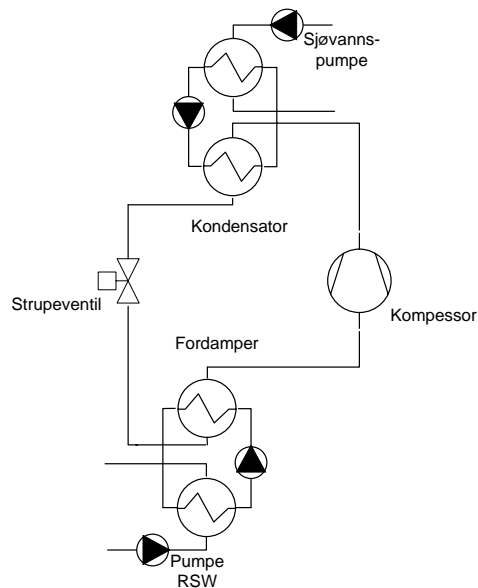 Sjøvanns-
pumpe
Kondensator
Strupeventil
Kompessor
Fordamper
Pumpe
RSW